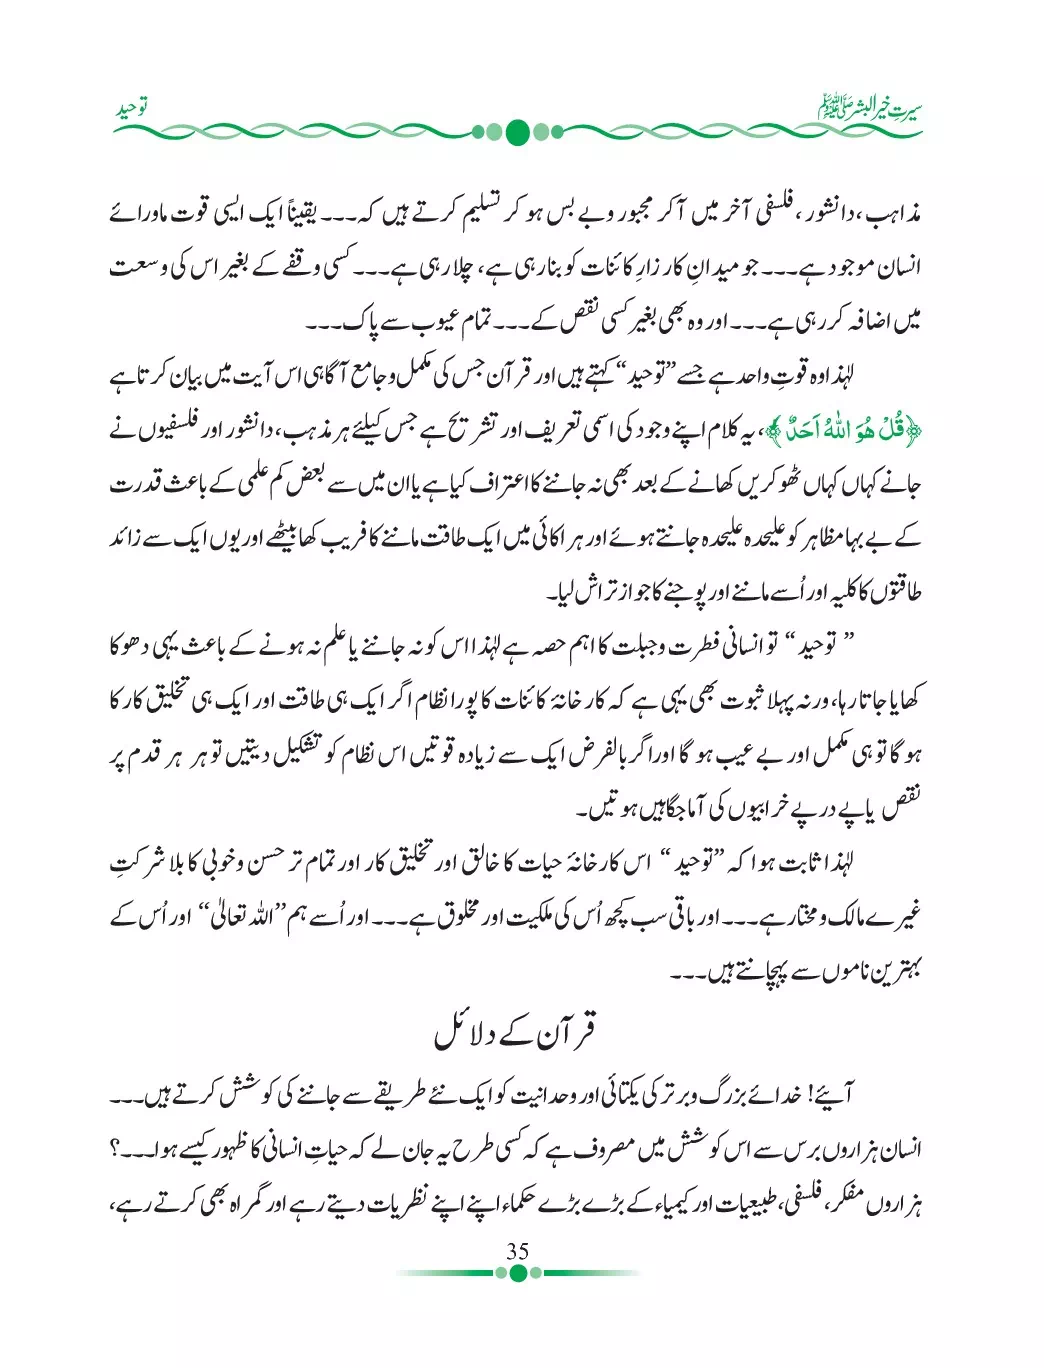 سیرتِ خیر البشر ﷺ
توحید
مذاہب ،دانشور ،فلسفی آخر میں آکر مجبور وبے بس ہو کر تسلیم کرتے ہیں کہ۔۔۔ یقیناً ایک ایسی قوت ماورائے
انسان موجود ہے۔۔۔ جو میدانِ کار زارِ کائنات کو بنارہی ہے، چلارہی ہے۔۔۔ کسی وقفے کے بغیر اس کی وسعت
میں اضافہ کررہی ہے۔۔۔ اور وہ بھی بغیر کسی نقص کے۔۔۔ تمام عیوب سے پاک۔۔۔
لہٰذا وہ قوتِ واحد ہے جسے ”توحید“ کہتے ہیں اور قرآن جس کی مکمل وجامع آگاہی اس آیت میں بیان کرتا ہے
﴿قُلْ هُوَ اللّٰهُ اَحَدٌ ﴾، یہ کلام اپنے وجود کی اسمی تعریف اور تشریح ہے جس کیلئے ہر مذہب، دانشور اور فلسفیوں نے
جانے کہاں کہاں ٹھوکریں کھانے کے بعد بھی نہ جاننے کا اعتراف کیا ہے یا ان میں سے بعض کم علمی کے باعث قدرت
کے بے بہا مظاہر کو علیحدہ علیحدہ جانتے ہوئے اور ہر اکائی میں ایک طاقت ماننے کا فریب کھا بیٹھے اور یوں ایک سے زائد
طاقتوں کا کلیہ اور اُسے ماننے اور پوجنے کا جواز تراش لیا۔
” توحید “ تو انسانی فطرت وجبلت کا اہم حصہ ہے لہٰذا اس کو نہ جاننے یا علم نہ ہونے کے باعث یہی دھوکا
کھایا جاتا رہا، ورنہ پہلا ثبوت بھی یہی ہے کہ کارخانۂ کائنات کا پورا نظام اگر ایک ہی طاقت اور ایک ہی تخلیق کار کا
ہو گا تو ہی مکمل اور بے عیب ہو گا اور اگر بالفرض ایک سے زیادہ قوتیں اس نظام کو تشکیل دیتیں تو ہر ہر قدم پر
نقص یا پے درپے خرابیوں کی آماجگاہیں ہوتیں۔
لہٰذا ثابت ہوا کہ ”توحید “ اس کارخانۂ حیات کا خالق اور تخلیق کار اور تمام تر حسن وخوبی کا بلا شرکتِ
غیرے مالک و مختار ہے۔۔۔ اور باقی سب کچھ اُس کی ملکیت اور مخلوق ہے۔۔۔ اور اُسے ہم ”اللہ تعالیٰ“ اور اُس کے
بہترین ناموں سے پہچانتے ہیں۔۔۔
قرآن کے دلائل
آیئے! خدائے بزرگ وبرتر کی یکتائی اور وحدانیت کو ایک نئے طریقے سے جاننے کی کوشش کرتے ہیں۔۔۔
انسان ہزاروں برس سے اس کوشش میں مصروف ہے کہ کسی طرح یہ جان لے کہ حیاتِ انسانی کا ظہور کیسے ہوا۔۔۔؟
ہزاروں مفکر، فلسفی، طبیعیات اور کیمیاء کے بڑے بڑے حکماء اپنے اپنے نظریات دیتے رہے اور گمراہ بھی کرتے رہے،
35